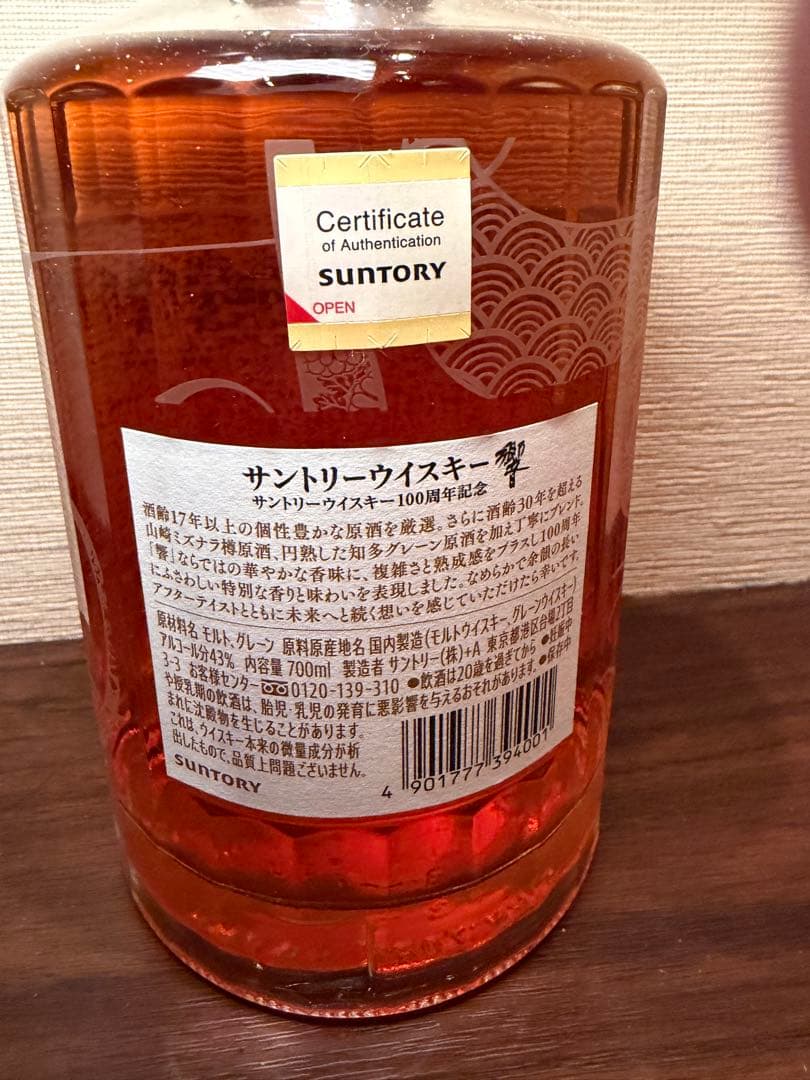 Certificate
of Authentication
SUNTORY
OPEN
サントリーウイスキー 響
サントリーウイスキー100周年記念
酒齢17年以上の個性豊かな原酒を厳選。さらに酒齢30年を超える
山崎ミズナラ樽原酒、円熟した知多グレーン原酒を加え丁寧にブレンド。
「響」ならではの華やかな香味に、複雑さと熟成感をプラスし100周年
にふさわしい特別な香りと味わいを表現しました。なめらかで余韻の長い
アフターテイストとともに未来へと続く想いを感じていただけたら幸いです。
原材料名 モルト、グレーン 原料原産地名 国内製造(モルトウイスキー、グレーンウイスキー)
アルコール分43% 内容量 700ml 製造者 サントリー(株)+A 東京都港区台場2丁目
3-3 お客様センター 0120-139-310 ●飲酒は20歳を過ぎてから ●妊娠中
や授乳期の飲酒は、胎児・乳児の発育に悪影響を与えるおそれがあります。 ●保存中
まれに沈殿物を生じることがあります。
これは、ウイスキー本来の微量成分が析
出したもので、品質上問題ございません。
SUNTORY
4 901777 394001